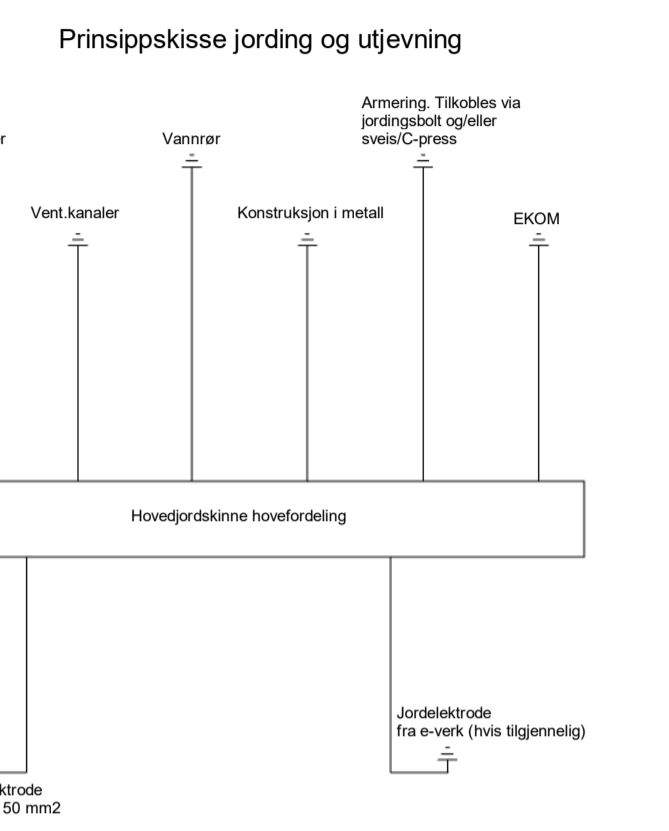 Prinsippskisse jording og utjevning
Armering. Tilkobles via
jordingsbolt og/eller
sveis/C-press
r
Vannrør
Vent.kanaler
Konstruksjon i metall
EKOM
Hovedjordskinne hovefordeling
Jordelektrode
fra e-verk (hvis tilgjennelig)
ktrode
50 mm2